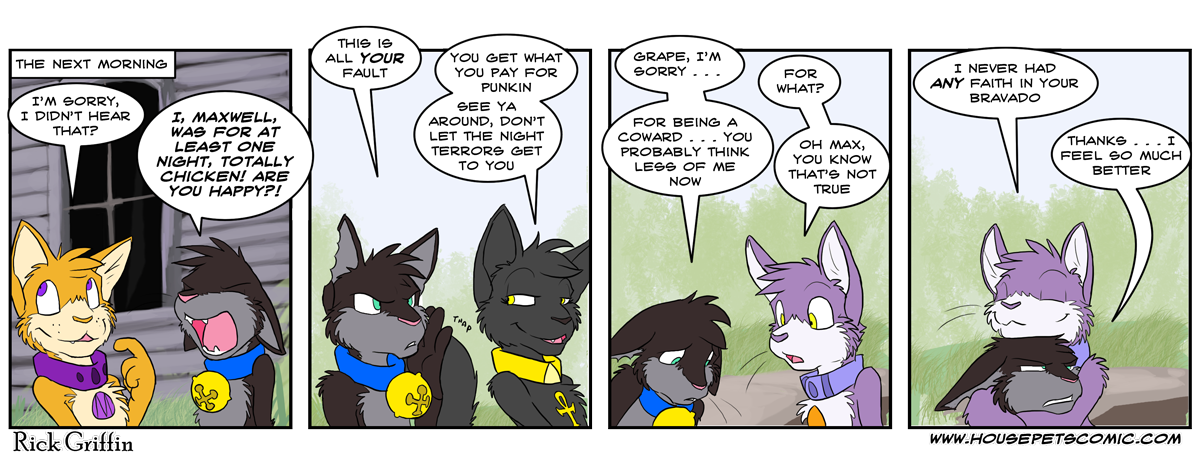 THE NEXT MORNING
I'M SORRY,
I DIDN'T HEAR
THAT?
I, MAXWELL,
WAS FOR AT
LEAST ONE
NIGHT, TOTALLY
CHICKEN! ARE
YOU HAPPY?!
THIS IS
ALL YOUR
FAULT
YOU GET WHAT
YOU PAY FOR
PUNKIN
SEE YA
AROUND, DON'T
LET THE NIGHT
TERRORS GET
TO YOU
THAP
GRAPE, I'M
SORRY . . .
FOR
WHAT?
FOR BEING A
COWARD . . . YOU
PROBABLY THINK
LESS OF ME
NOW
OH MAX,
YOU KNOW
THAT'S NOT
TRUE
I NEVER HAD
ANY FAITH IN YOUR
BRAVADO
THANKS . . . I
FEEL SO MUCH
BETTER
Rick Griffin
WWW.HOUSEPETSCOMIC.COM